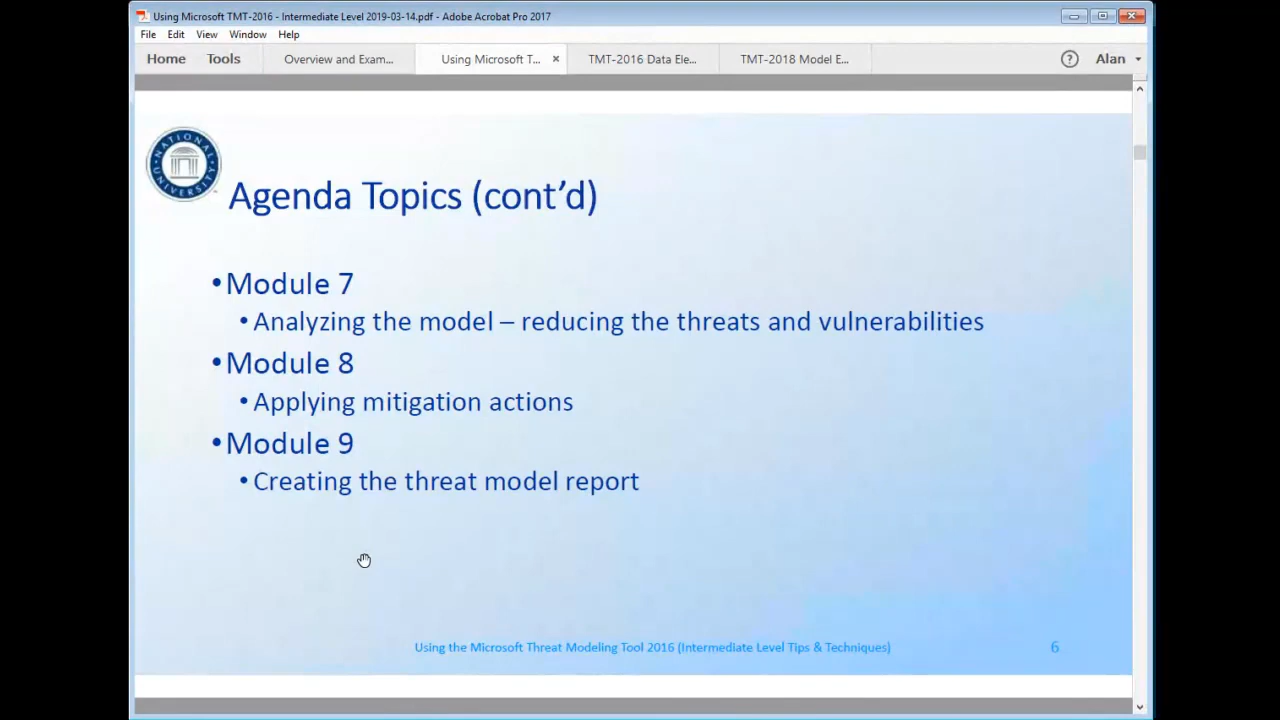 Using Microsoft TMT-2016 - Intermediate Level 2019-03-14.pdf - Adobe Acrobat Pro 2017
File Edit View Window Help
Home Tools Overview and Exam... Using Microsoft T... × TMT-2016 Data Ele... TMT-2018 Model E... ? Alan
NATIONAL UNIVERSITY
Agenda Topics (cont’d)
•Module 7
•Analyzing the model – reducing the threats and vulnerabilities
•Module 8
•Applying mitigation actions
•Module 9
•Creating the threat model report
Using the Microsoft Threat Modeling Tool 2016 (Intermediate Level Tips & Techniques) 6